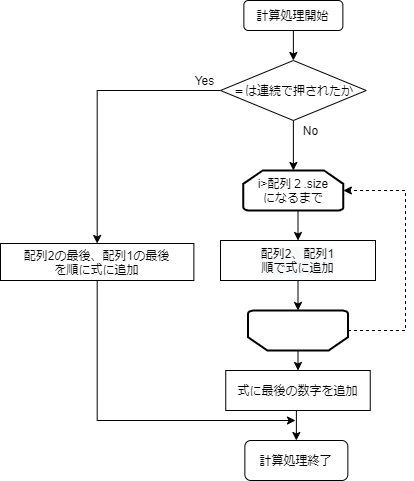 計算処理開始
＝は連続で押されたか
Yes
No
i>配列２.size
になるまで
配列2の最後、配列1の最後
を順に式に追加
配列2、配列1
順で式に追加
式に最後の数字を追加
計算処理終了